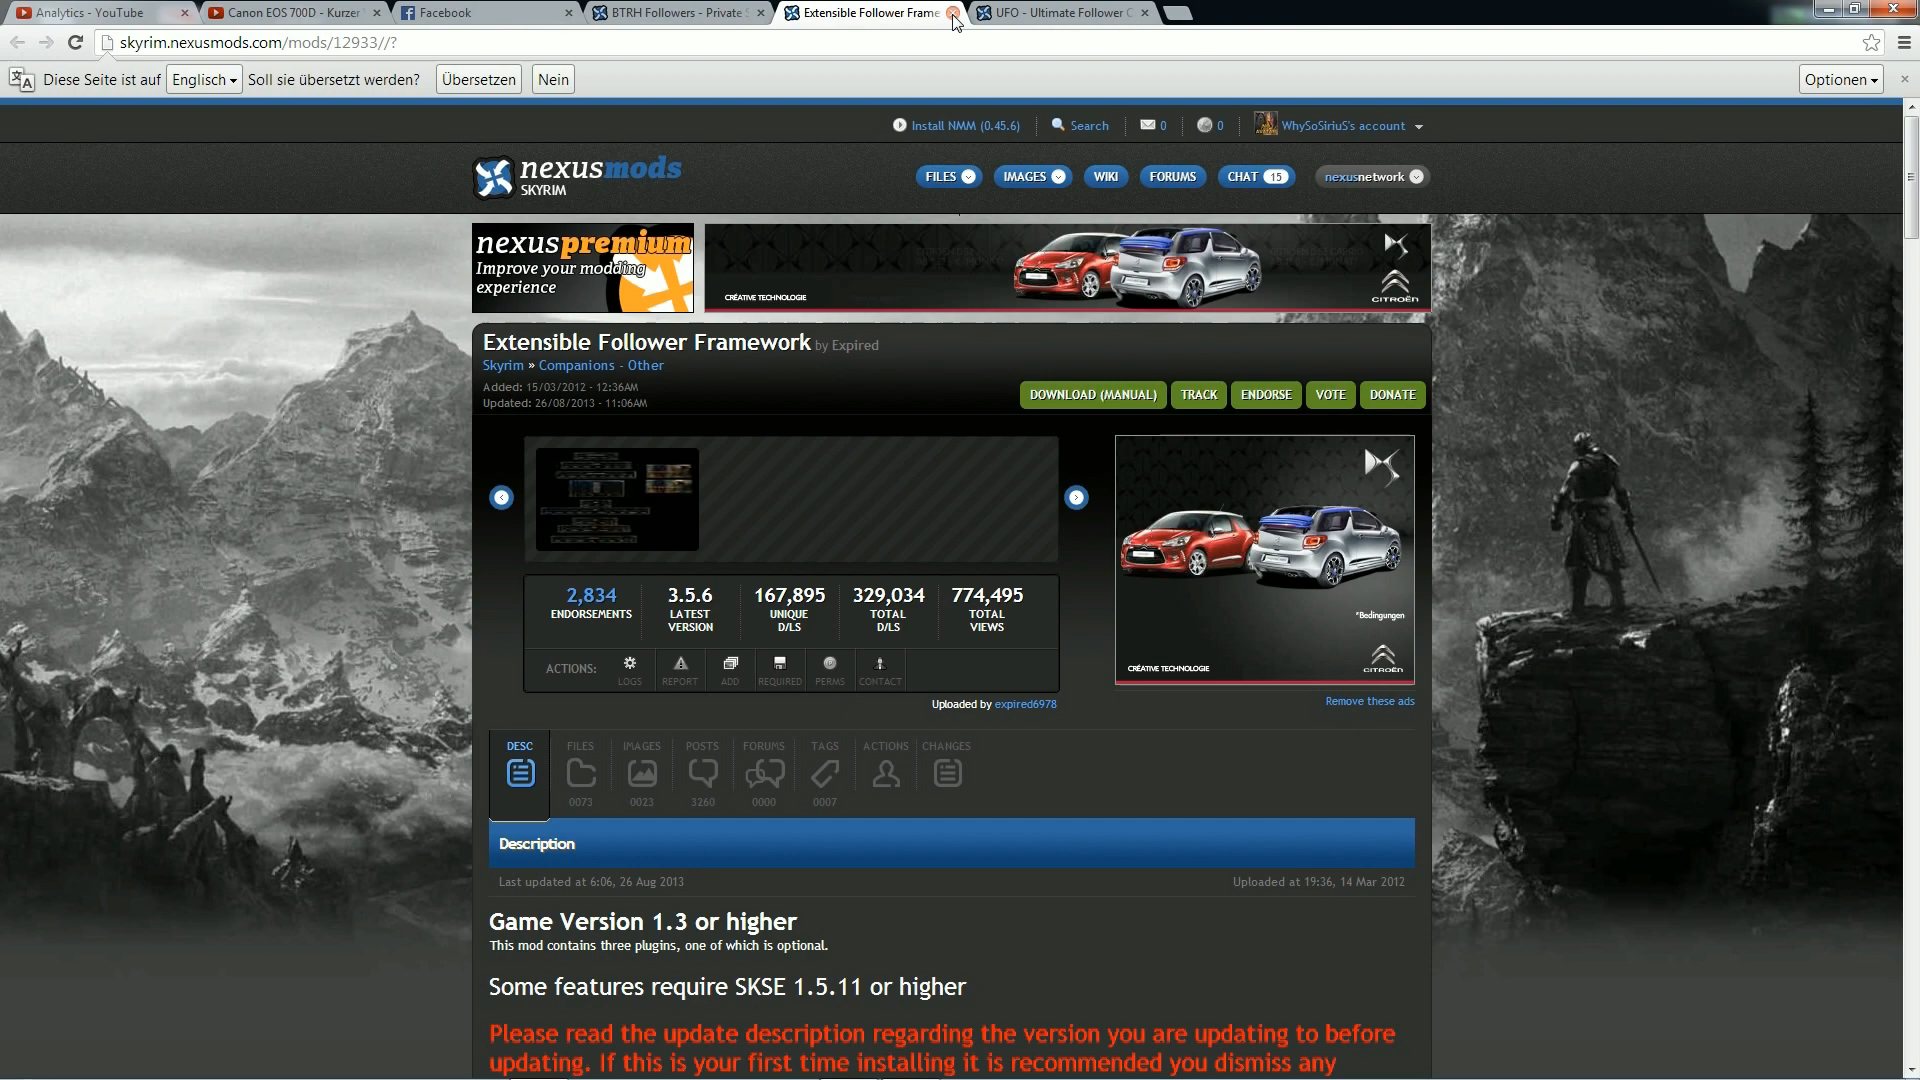 Analytics - YouTube
Canon EOS 700D - Kurzer
Facebook
BTRH Followers - Private S
Extensible Follower Frame
UFO - Ultimate Follower C
skyrim.nexusmods.com/mods/12933//?
Diese Seite ist auf Englisch Soll sie übersetzt werden? Übersetzen Nein Optionen
Install NMM (0.45.6) Search 0 0 WhySoSiriuS's account
nexusmods
SKYRIM
FILES IMAGES WIKI FORUMS CHAT 15 nexusnetwork
nexuspremium
Improve your modding
experience
CRÉATIVE TECHNOLOGIE
CITROËN
Extensible Follower Framework by Expired
Skyrim » Companions - Other
Added: 15/03/2012 - 12:36AM
Updated: 26/08/2013 - 11:06AM
DOWNLOAD (MANUAL) TRACK ENDORSE VOTE DONATE
2,834 3.5.6 167,895 329,034 774,495
ENDORSEMENTS LATEST UNIQUE TOTAL TOTAL
VERSION D/LS D/LS VIEWS
ACTIONS: LOGS REPORT ADD REQUIRED PERMS CONTACT
Uploaded by expired6978
*Bedingungen
CRÉATIVE TECHNOLOGIE
CITROËN
Remove these ads
DESC FILES IMAGES POSTS FORUMS TAGS ACTIONS CHANGES
0073 0023 3260 0000 0007
Description
Last updated at 6:06, 26 Aug 2013 Uploaded at 19:36, 14 Mar 2012
Game Version 1.3 or higher
This mod contains three plugins, one of which is optional.
Some features require SKSE 1.5.11 or higher
Please read the update description regarding the version you are updating to before
updating. If this is your first time installing it is recommended you dismiss any